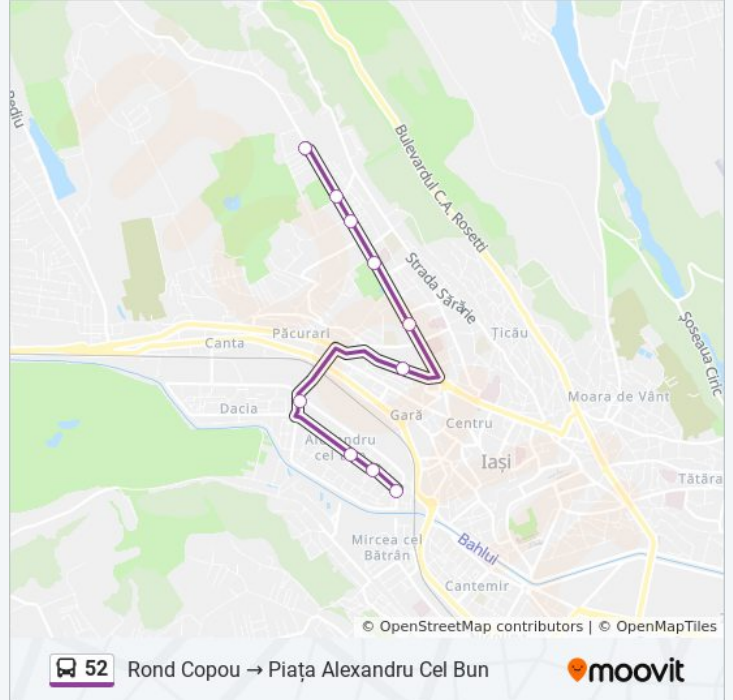 Rediu
Bulevardul C.A. Rosetti
Strada Sărărie
Șoseaua Ciric
Păcurari
Canta
Țicău
Moara de Vânt
Dacia
Gară
Centru
Alexandru
cel Bun
Iași
Tătăra
Mircea cel
Bătrân
Bahlui
Cantemir
© OpenStreetMap contributors | © OpenMapTiles
52 Rond Copou → Piața Alexandru Cel Bun
moovit